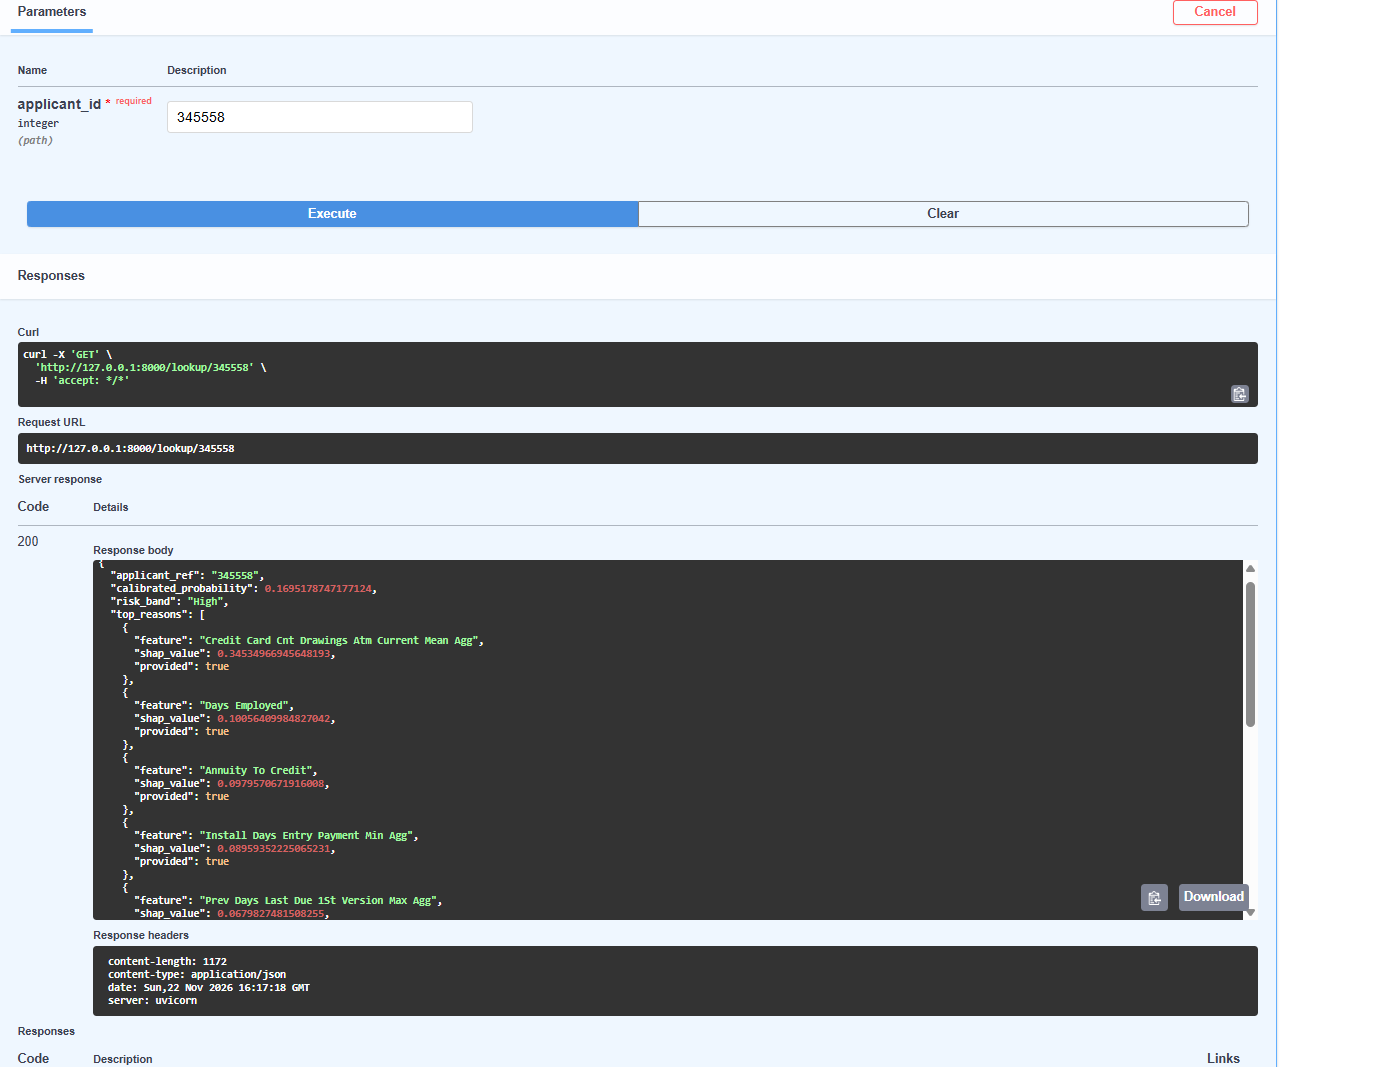 Parameters
Cancel
Name Description
applicant_id * required
integer
(path)
345558
Execute Clear
Responses
Curl
curl -X 'GET' \
'http://127.0.0.1:8000/lookup/345558' \
-H 'accept: */*'
Request URL
http://127.0.0.1:8000/lookup/345558
Server response
Code Details
200
Response body
{
"applicant_ref": "345558",
"calibrated_probability": 0.1695178747177124,
"risk_band": "High",
"top_reasons": [
{
"feature": "Credit Card Cnt Drawings Atm Current Mean Agg",
"shap_value": 0.34534966945648193,
"provided": true
},
{
"feature": "Days Employed",
"shap_value": 0.10056409984827042,
"provided": true
},
{
"feature": "Annuity To Credit",
"shap_value": 0.0979570671916008,
"provided": true
},
{
"feature": "Install Days Entry Payment Min Agg",
"shap_value": 0.08959352225065231,
"provided": true
},
{
"feature": "Prev Days Last Due 1St Version Max Agg",
"shap_value": 0.0679827481508255,
Download
Response headers
content-length: 1172
content-type: application/json
date: Sun,22 Nov 2026 16:17:18 GMT
server: uvicorn
Responses
Code Description Links